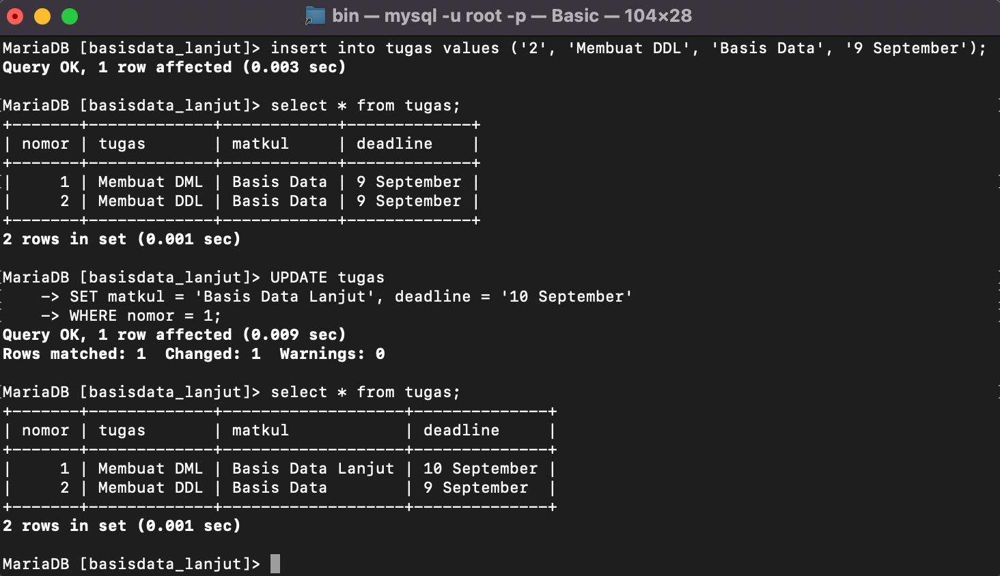 bin — mysql -u root -p — Basic — 104×28
MariaDB [basisdata_lanjut]> insert into tugas values ('2', 'Membuat DDL', 'Basis Data', '9 September');
Query OK, 1 row affected (0.003 sec)
MariaDB [basisdata_lanjut]> select * from tugas;
+-------+-------------+------------+-------------+
| nomor | tugas       | matkul     | deadline    |
+-------+-------------+------------+-------------+
|     1 | Membuat DML | Basis Data | 9 September |
|     2 | Membuat DDL | Basis Data | 9 September |
+-------+-------------+------------+-------------+
2 rows in set (0.001 sec)
MariaDB [basisdata_lanjut]> UPDATE tugas
    -> SET matkul = 'Basis Data Lanjut', deadline = '10 September'
    -> WHERE nomor = 1;
Query OK, 1 row affected (0.009 sec)
Rows matched: 1  Changed: 1  Warnings: 0
MariaDB [basisdata_lanjut]> select * from tugas;
+-------+-------------+-------------------+--------------+
| nomor | tugas       | matkul            | deadline     |
+-------+-------------+-------------------+--------------+
|     1 | Membuat DML | Basis Data Lanjut | 10 September |
|     2 | Membuat DDL | Basis Data        | 9 September  |
+-------+-------------+-------------------+--------------+
2 rows in set (0.001 sec)
MariaDB [basisdata_lanjut]>